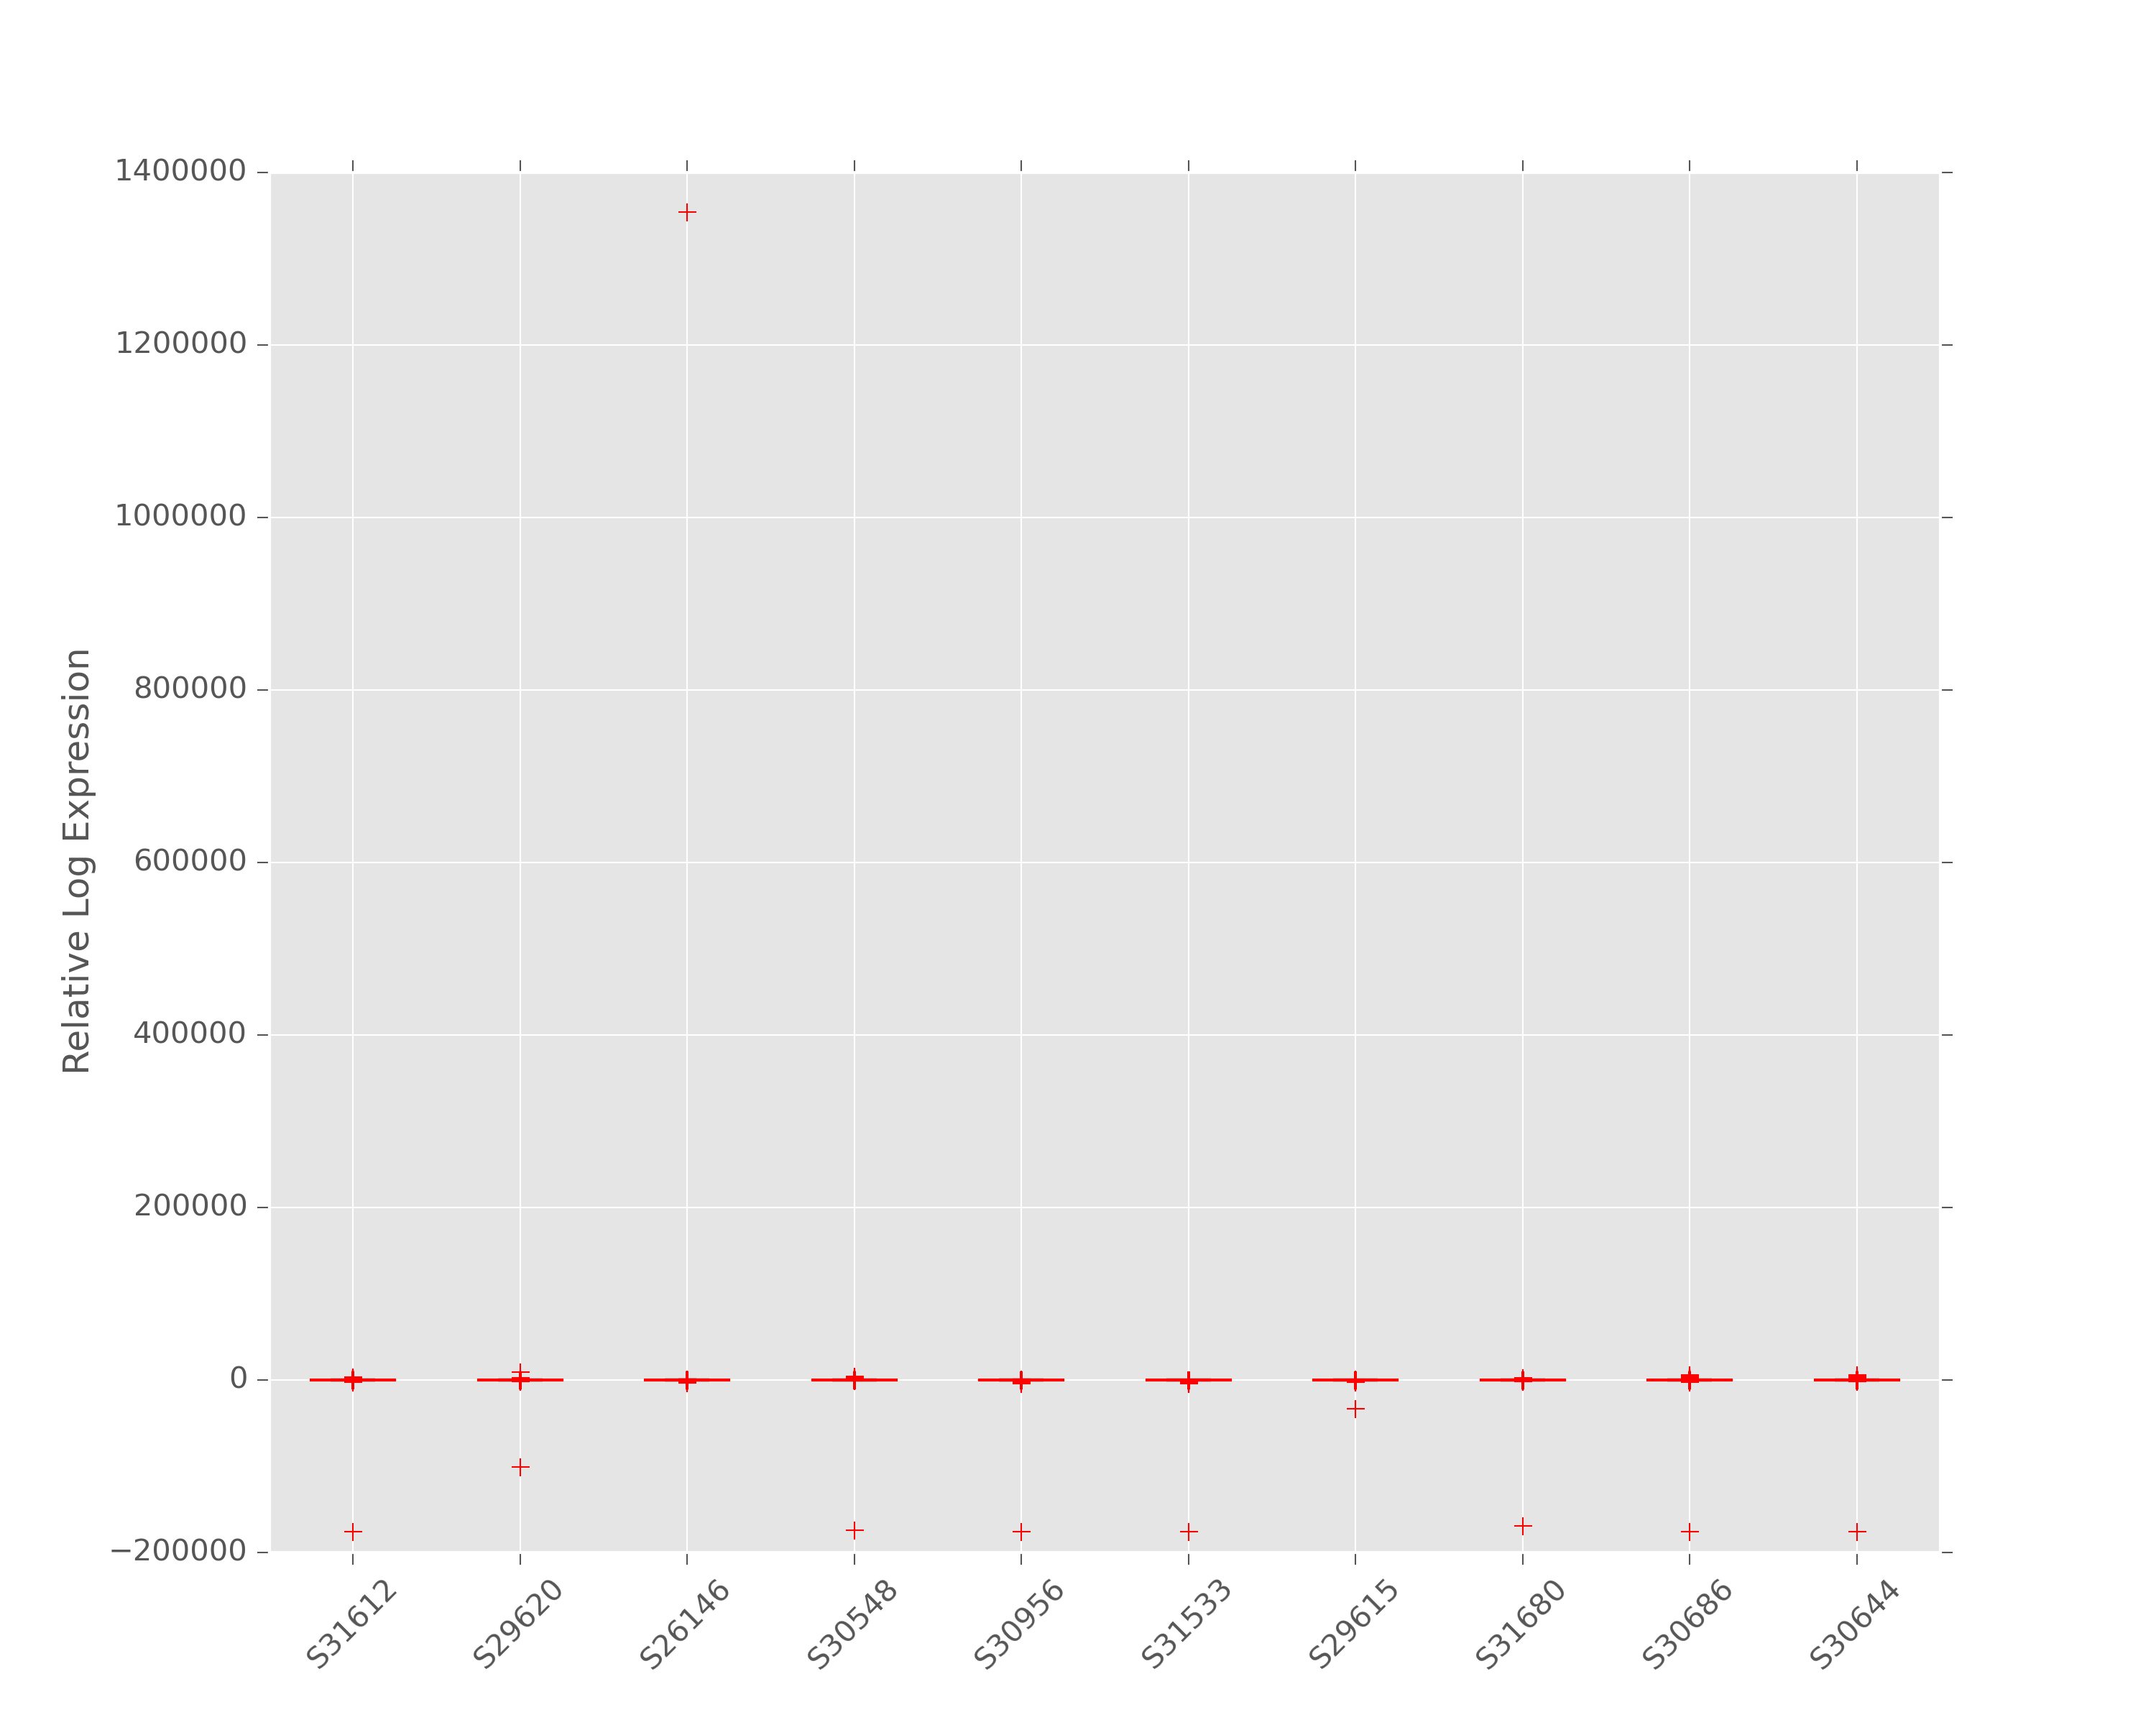 Relative Log Expression
1400000
1200000
1000000
800000
600000
400000
200000
0
−200000
S31612
S29620
S26146
S30548
S30956
S31533
S29615
S31680
S30686
S30644